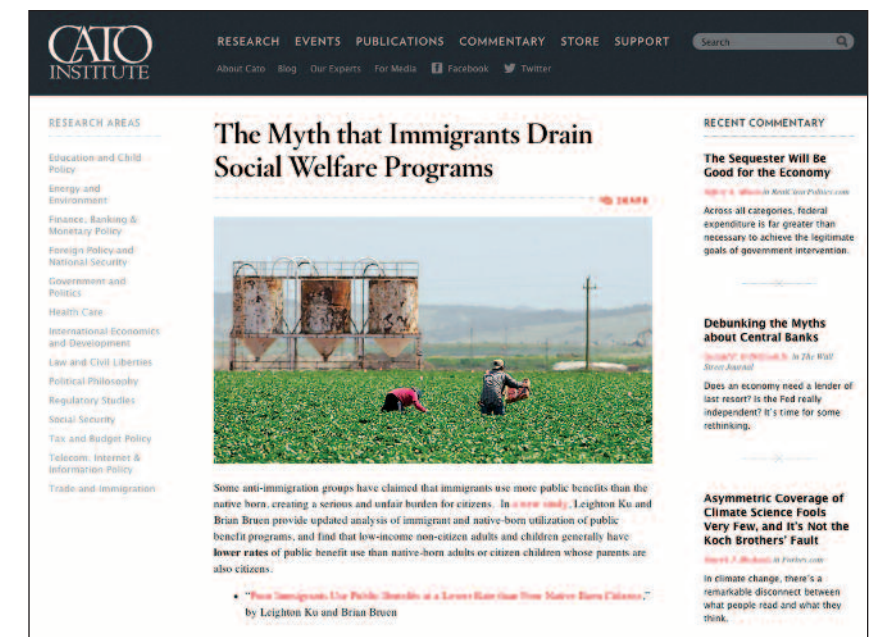 CATO
INSTITUTE
RESEARCH EVENTS PUBLICATIONS COMMENTARY STORE SUPPORT
Search
About Cato Blog Our Experts For Media Facebook Twitter
RESEARCH AREAS
Education and Child
Policy
Energy and
Environment
Finance, Banking &
Monetary Policy
Foreign Policy and
National Security
Government and
Politics
Health Care
International Economics
and Development
Law and Civil Liberties
Political Philosophy
Regulatory Studies
Social Security
Tax and Budget Policy
Telecom, Internet &
Information Policy
Trade and Immigration
The Myth that Immigrants Drain
Social Welfare Programs
SHARE
Some anti-immigration groups have claimed that immigrants use more public benefits than the
native born, creating a serious and unfair burden for citizens. In a new study, Leighton Ku and
Brian Bruen provide updated analysis of immigrant and native-born utilization of public
benefit programs, and find that low-income non-citizen adults and children generally have
lower rates of public benefit use than native-born adults or citizen children whose parents are
also citizens.
• “Poor Immigrants Use Public Benefits at a Lower Rate than Poor Native-Born Citizens,”
by Leighton Ku and Brian Bruen
RECENT COMMENTARY
The Sequester Will Be
Good for the Economy
in RealClearPolitics.com
Across all categories, federal
expenditure is far greater than
necessary to achieve the legitimate
goals of government intervention.
Debunking the Myths
about Central Banks
in The Wall
Street Journal
Does an economy need a lender of
last resort? Is the Fed really
independent? It's time for some
rethinking.
Asymmetric Coverage of
Climate Science Fools
Very Few, and It's Not the
Koch Brothers' Fault
in Forbes.com
In climate change, there's a
remarkable disconnect between
what people read and what they
think.